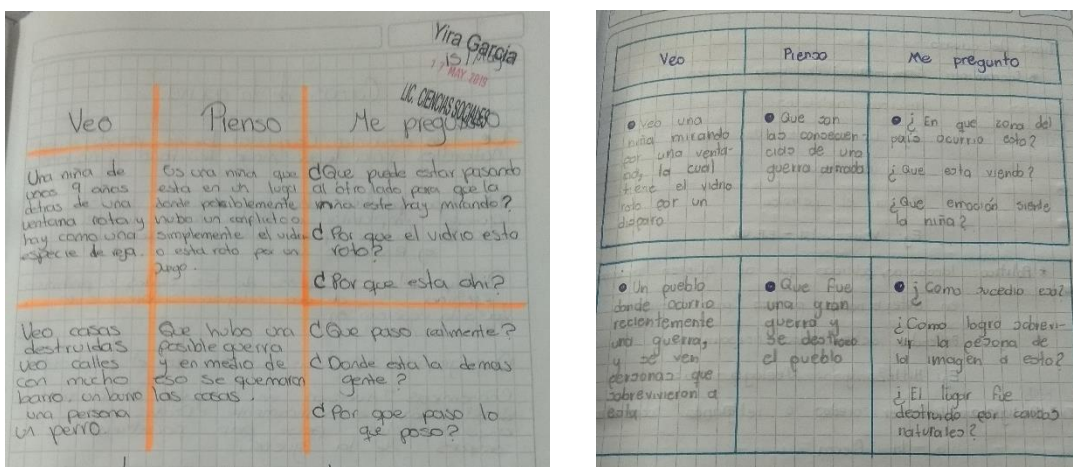 Yira García
17 MAY 2019
LIC. CIENCIAS SOCIALES
Veo
Pienso
Me pregunto
Una niña de
unos 9 años
detras de una
ventana rota y
hay como una
especie de reja.
Es una niña que
esta en un luga
donde posiblemente
hubo un conflicto o
simplemente el vidri
o esta roto por un
juego.
¿Que puede estar pasando
al otro lado para que la
niña este hay mirando?
¿Por que el vidrio esta
roto?
¿Por que esta ahi?
Veo casas
destruidas
veo calles
con mucho
barro, un burro
una persona
un perro
Que hubo una
posible guerra
y en medio de
eso se quemaron
las casas.
¿Que paso realmente?
¿Donde esta la demas
gente?
¿Por que paso lo
que paso?
Veo
Pienso
Me pregunto
Veo una
niña mirando
por una venta-
na, la cual
tiene el vidrio
roto por un
disparo
Que son
las consecuen-
cias de una
guerra armada
¿En que zona del
pais ocurrio esto?
¿Que esta viendo?
¿Que emoción siente
la niña?
Un pueblo
donde ocurrio
recientemente
una guerra,
y se ven
personas que
sobrevivieron a
esta
Que fue
una gran
guerra y
se destruyo
el pueblo
¿Como sucedio eso?
¿Como logro sobrevi-
vir la persona de
la imagen a esto?
¿El lugar fue
destruido por causas
naturales?